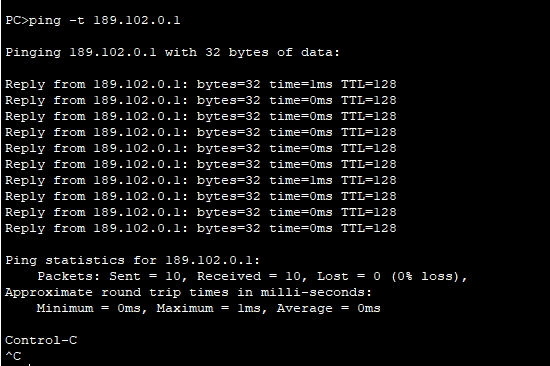 PC>ping -t 189.102.0.1
Pinging 189.102.0.1 with 32 bytes of data:
Reply from 189.102.0.1: bytes=32 time=1ms TTL=128
Reply from 189.102.0.1: bytes=32 time=0ms TTL=128
Reply from 189.102.0.1: bytes=32 time=0ms TTL=128
Reply from 189.102.0.1: bytes=32 time=0ms TTL=128
Reply from 189.102.0.1: bytes=32 time=0ms TTL=128
Reply from 189.102.0.1: bytes=32 time=0ms TTL=128
Reply from 189.102.0.1: bytes=32 time=1ms TTL=128
Reply from 189.102.0.1: bytes=32 time=0ms TTL=128
Reply from 189.102.0.1: bytes=32 time=0ms TTL=128
Reply from 189.102.0.1: bytes=32 time=0ms TTL=128
Ping statistics for 189.102.0.1:
Packets: Sent = 10, Received = 10, Lost = 0 (0% loss),
Approximate round trip times in milli-seconds:
Minimum = 0ms, Maximum = 1ms, Average = 0ms
Control-C
^C